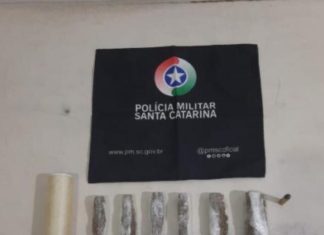 POLÍCIA MILITAR
SANTA CATARINA
www.pm.sc.gov.br
@pmscoficial